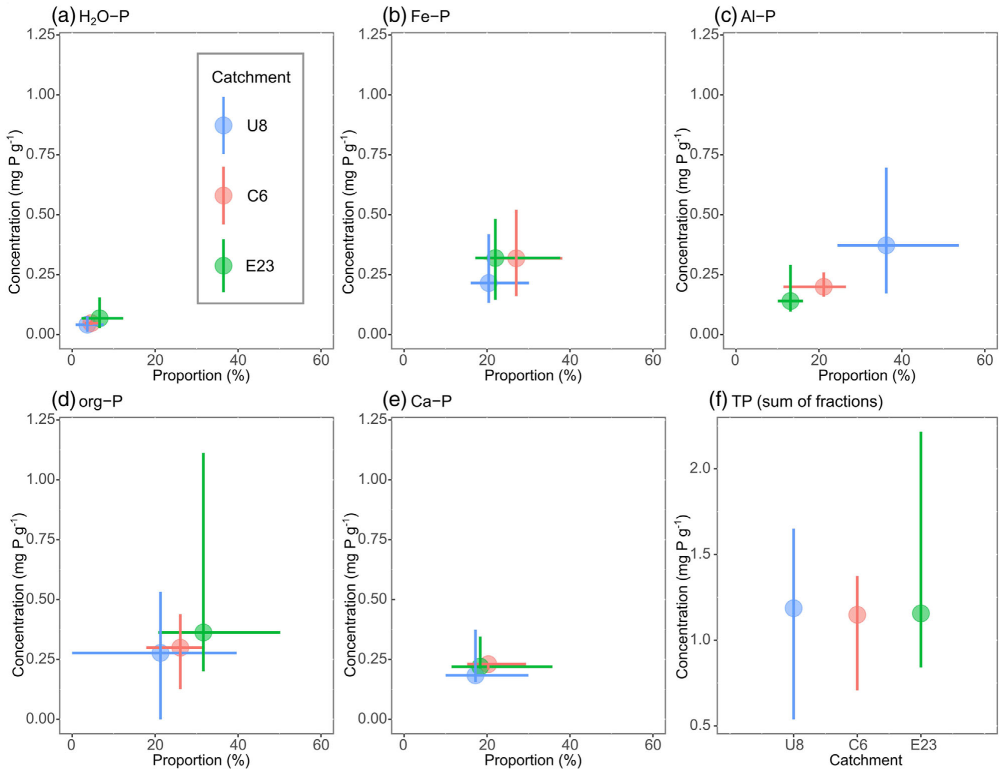 (a) H₂O−P
(b) Fe−P
(c) Al−P
Concentration (mg P g⁻¹)
1.25
1.00
0.75
0.50
0.25
0.00
Catchment
U8
C6
E23
0
20
40
60
Proportion (%)
Concentration (mg P g⁻¹)
1.25
1.00
0.75
0.50
0.25
0.00
0
20
40
60
Proportion (%)
Concentration (mg P g⁻¹)
1.25
1.00
0.75
0.50
0.25
0.00
0
20
40
60
Proportion (%)
(d) org−P
(e) Ca−P
(f) TP (sum of fractions)
Concentration (mg P g⁻¹)
1.25
1.00
0.75
0.50
0.25
0.00
0
20
40
60
Proportion (%)
Concentration (mg P g⁻¹)
1.25
1.00
0.75
0.50
0.25
0.00
0
20
40
60
Proportion (%)
Concentration (mg P g⁻¹)
2.0
1.5
1.0
0.5
U8
C6
E23
Catchment